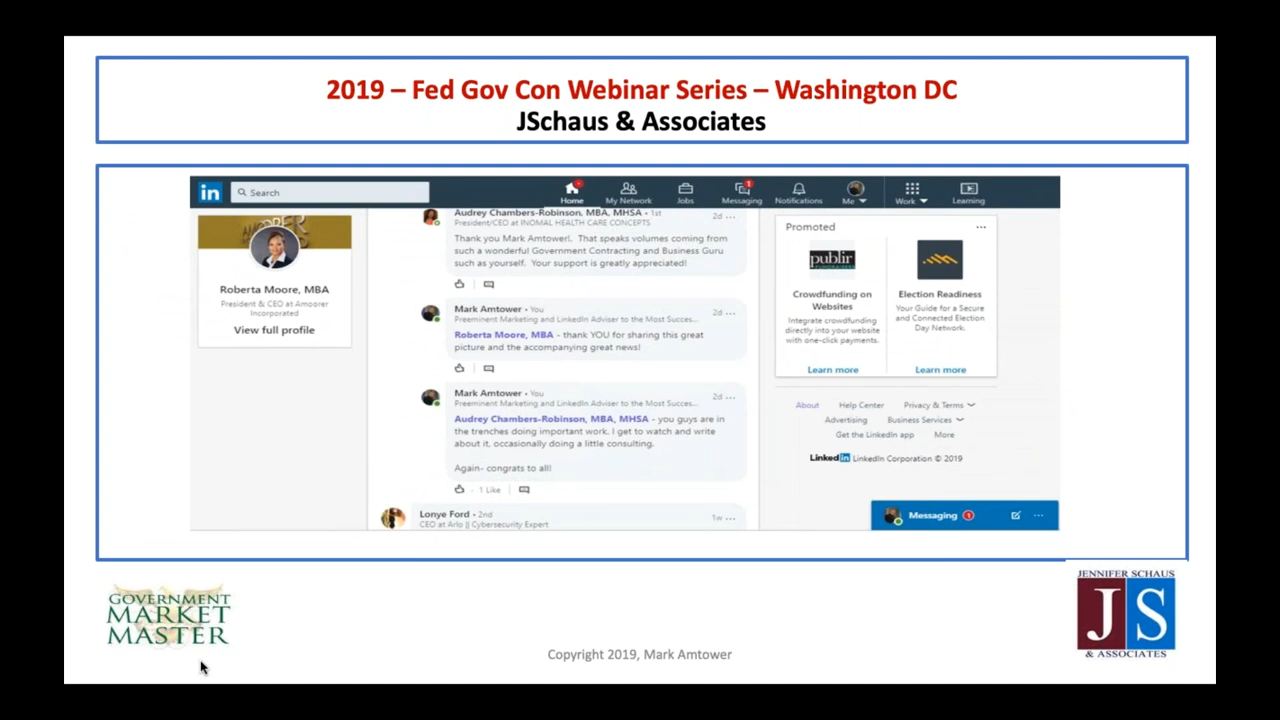 2019 – Fed Gov Con Webinar Series – Washington DC
JSchaus & Associates
in
Search
Home
My Network
Jobs
Messaging
1
Notifications
Me
Work
Learning
Roberta Moore, MBA
President & CEO at Amoorer
Incorporated
View full profile
Audrey Chambers-Robinson, MBA, MHSA • 1st
2d ...
President/CEO at INOMAL HEALTH CARE CONCEPTS
Thank you Mark Amtower!. That speaks volumes coming from
such a wonderful Government Contracting and Business Guru
such as yourself. Your support is greatly appreciated!
Mark Amtower • You
2d ...
Preeminent Marketing and LinkedIn Adviser to the Most Succes...
Roberta Moore, MBA - thank YOU for sharing this great
picture and the accompanying great news!
Mark Amtower • You
2d ...
Preeminent Marketing and LinkedIn Adviser to the Most Succes...
Audrey Chambers-Robinson, MBA, MHSA - you guys are in
the trenches doing important work. I get to watch and write
about it, occasionally doing a little consulting.
Again- congrats to all!
1 Like
Lonye Ford • 2nd
1w ...
CEO at Arlo || Cybersecurity Expert
Promoted
...
publir
Crowdfunding on
Websites
Integrate crowdfunding
directly into your website
with one-click payments.
Learn more
Election Readiness
Your Guide for a Secure
and Connected Election
Day Network.
Learn more
About Help Center Privacy & Terms
Advertising Business Services
Get the LinkedIn app More
Linked in LinkedIn Corporation © 2019
Messaging 1
...
GOVERNMENT
MARKET
MASTER
Copyright 2019, Mark Amtower
JENNIFER SCHAUS
JS
& ASSOCIATES